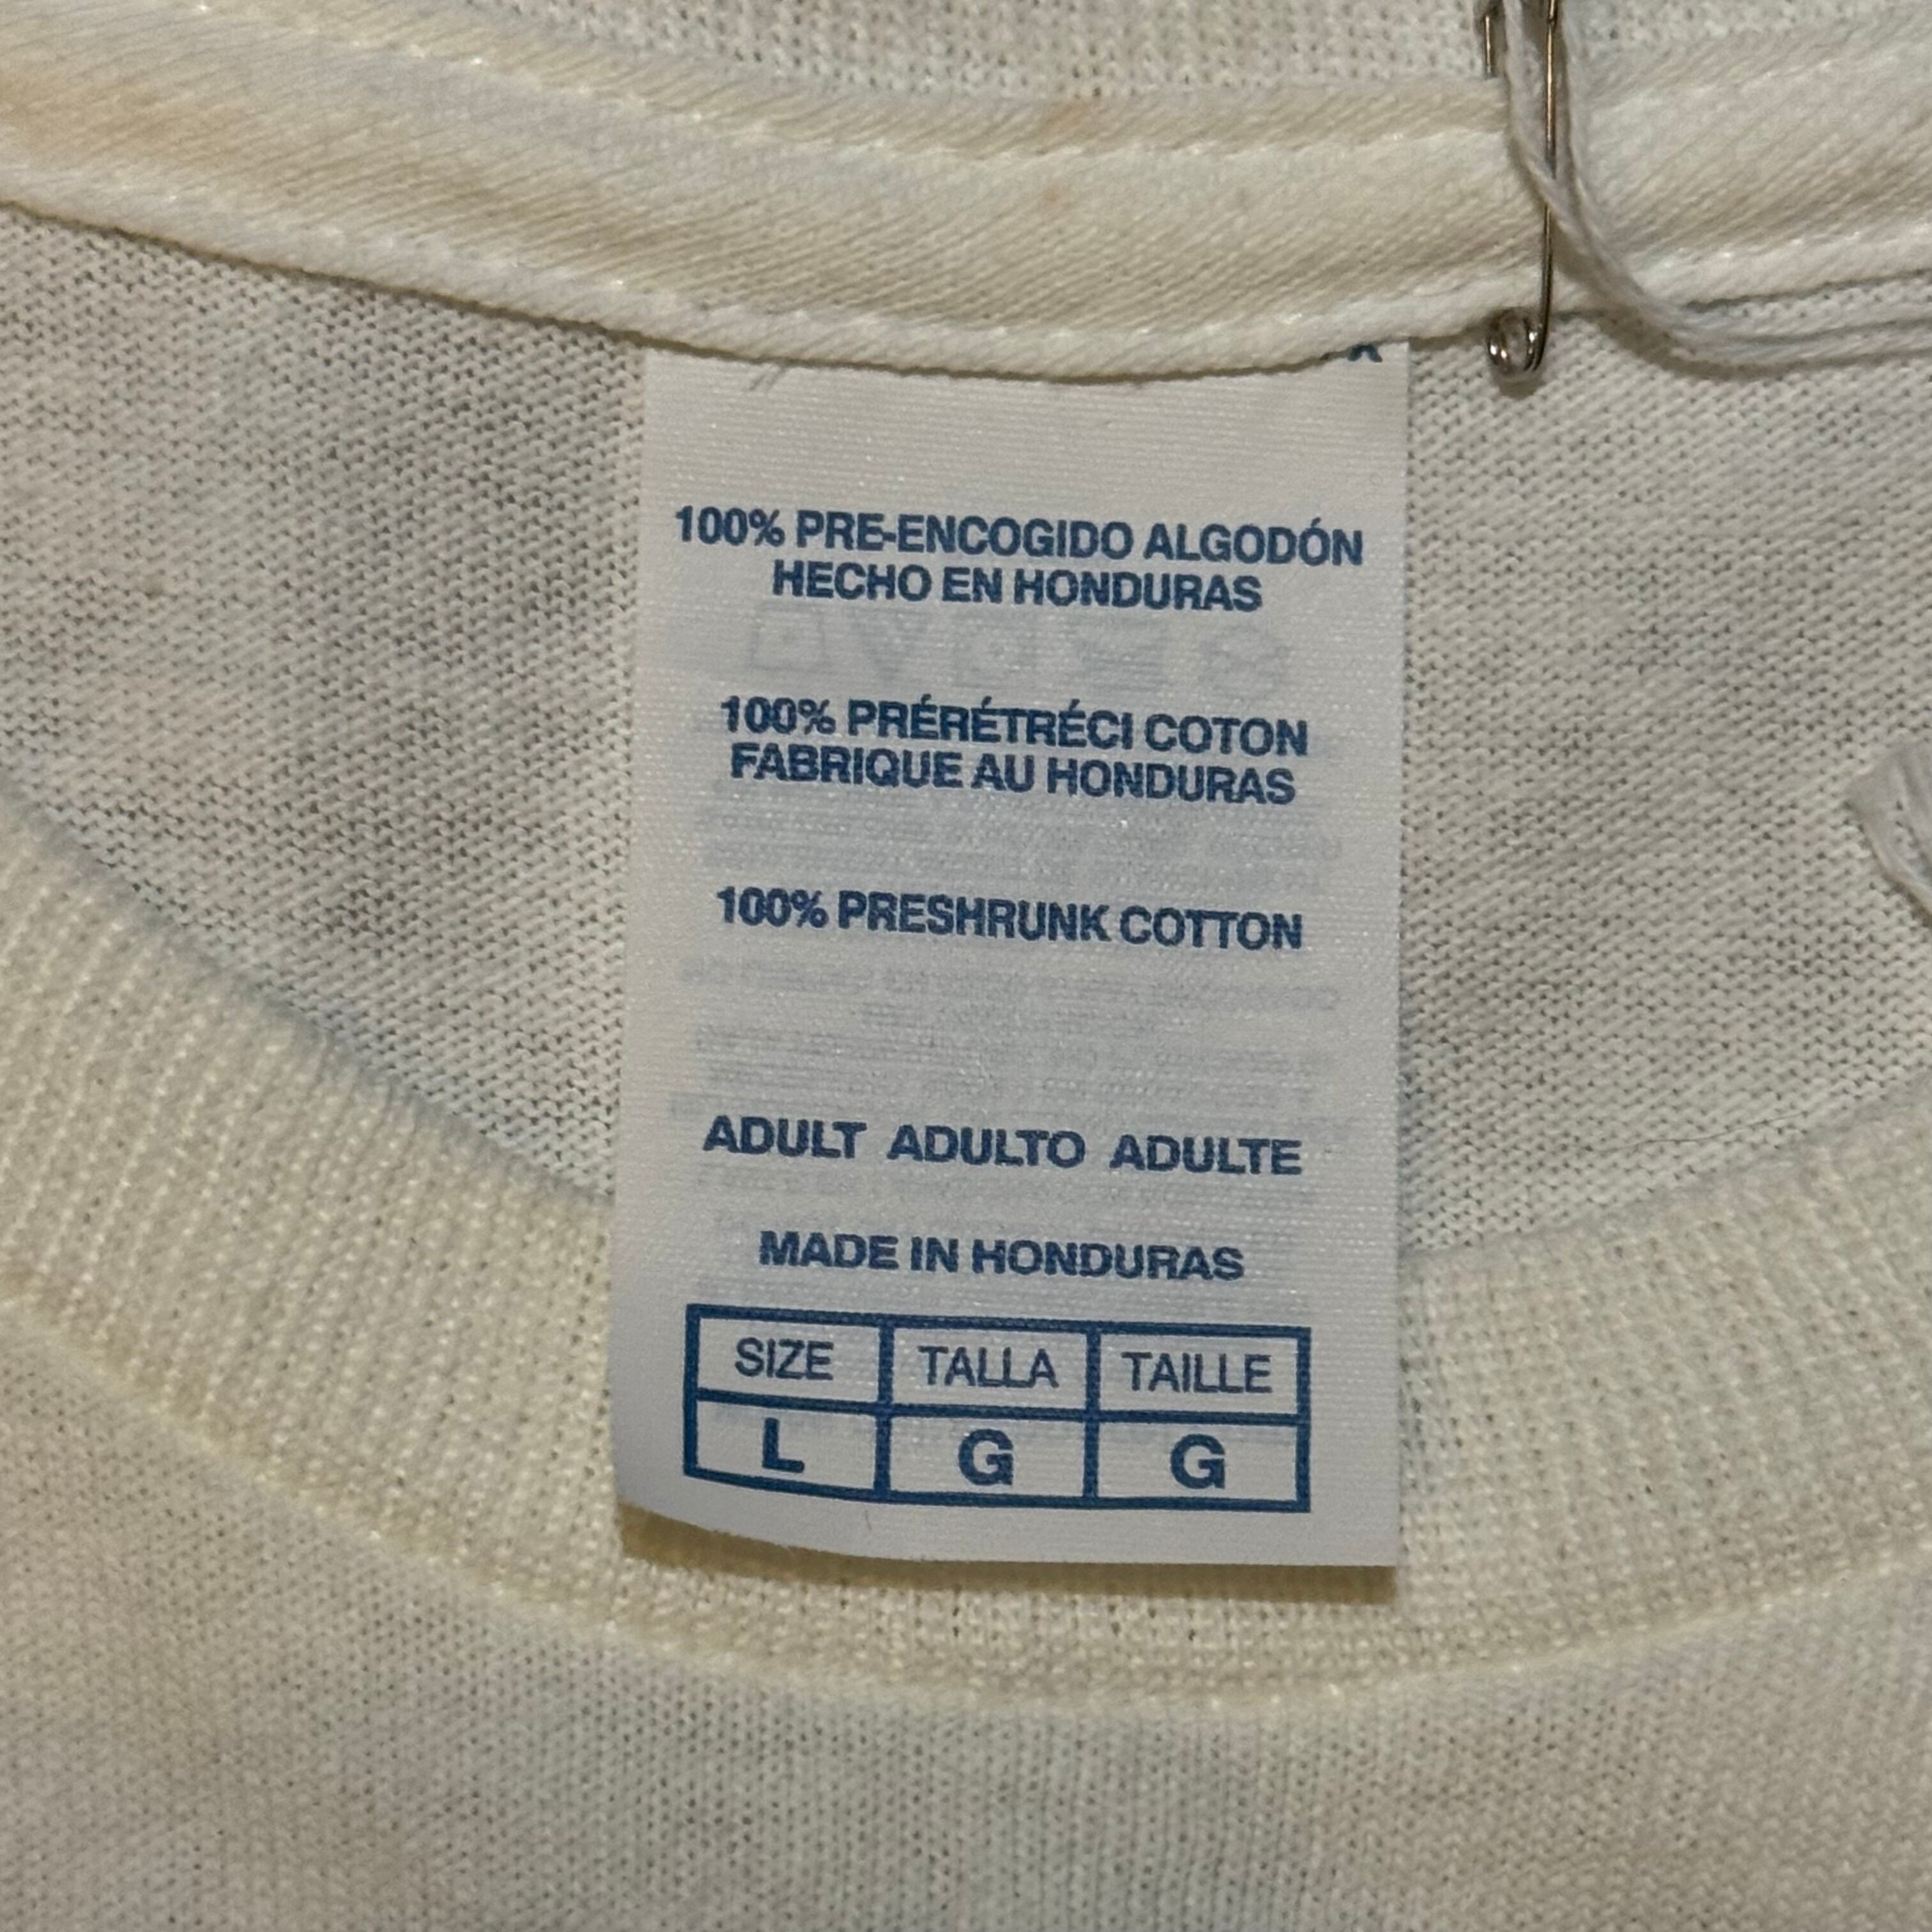 100% PRE-ENCOGIDO ALGODÓN
HECHO EN HONDURAS
100% PRÉRÉTRÉCI COTON
FABRIQUE AU HONDURAS
100% PRESHRUNK COTTON
ADULT ADULTO ADULTE
MADE IN HONDURAS
SIZE TALLA TAILLE
L G G